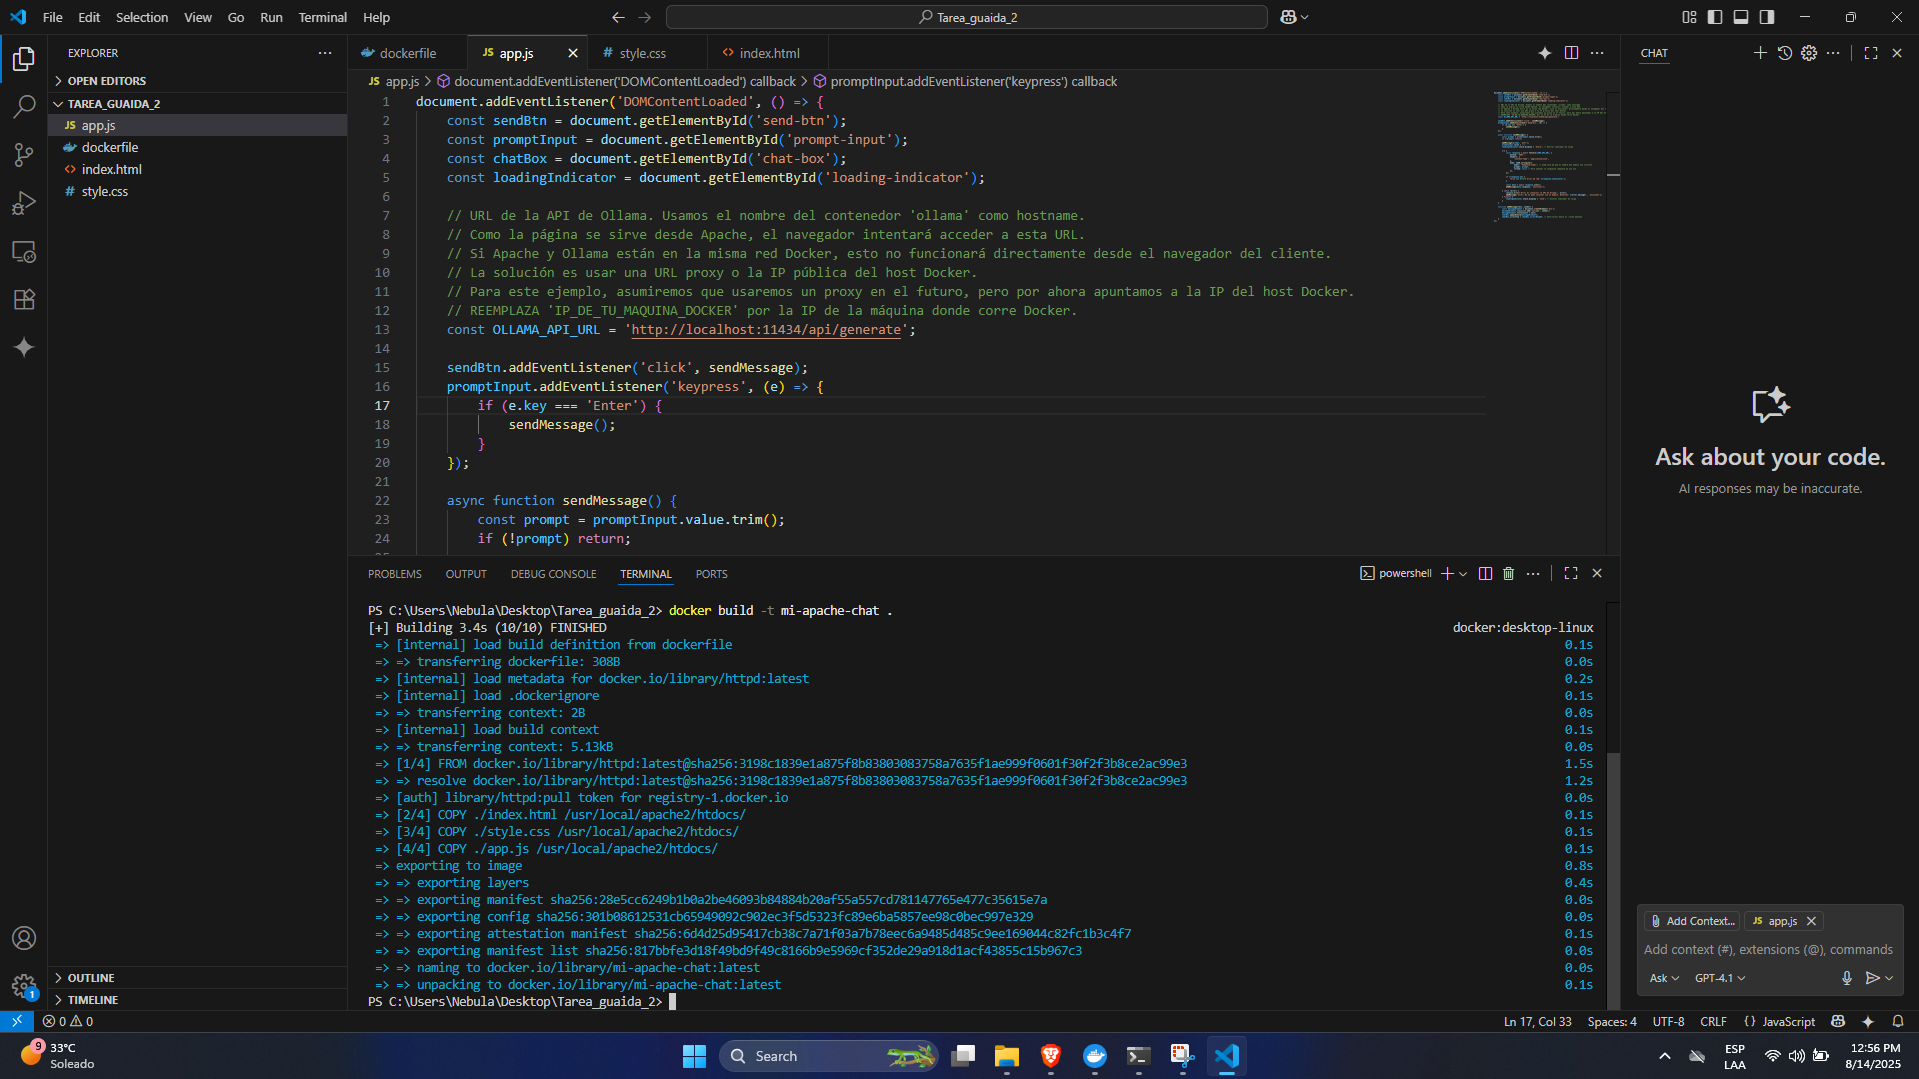 File Edit Selection View Go Run Terminal Help
Tarea_guaida_2
EXPLORER
OPEN EDITORS
TAREA_GUAIDA_2
JS app.js
dockerfile
<> index.html
# style.css
OUTLINE
TIMELINE
dockerfile
JS app.js
# style.css
<> index.html
JS app.js > document.addEventListener('DOMContentLoaded') callback > promptInput.addEventListener('keypress') callback
1 document.addEventListener('DOMContentLoaded', () => {
2 const sendBtn = document.getElementById('send-btn');
3 const promptInput = document.getElementById('prompt-input');
4 const chatBox = document.getElementById('chat-box');
5 const loadingIndicator = document.getElementById('loading-indicator');
6
7 // URL de la API de Ollama. Usamos el nombre del contenedor 'ollama' como hostname.
8 // Como la página se sirve desde Apache, el navegador intentará acceder a esta URL.
9 // Si Apache y Ollama están en la misma red Docker, esto no funcionará directamente desde el navegador del cliente.
10 // La solución es usar una URL proxy o la IP pública del host Docker.
11 // Para este ejemplo, asumiremos que usaremos un proxy en el futuro, pero por ahora apuntamos a la IP del host Docker.
12 // REEMPLAZA 'IP_DE_TU_MAQUINA_DOCKER' por la IP de la máquina donde corre Docker.
13 const OLLAMA_API_URL = 'http://localhost:11434/api/generate';
14
15 sendBtn.addEventListener('click', sendMessage);
16 promptInput.addEventListener('keypress', (e) => {
17 if (e.key === 'Enter') {
18 sendMessage();
19 }
20 });
21
22 async function sendMessage() {
23 const prompt = promptInput.value.trim();
24 if (!prompt) return;
PROBLEMS OUTPUT DEBUG CONSOLE TERMINAL PORTS
powershell
PS C:\Users\Nebula\Desktop\Tarea_guaida_2> docker build -t mi-apache-chat .
[+] Building 3.4s (10/10) FINISHED docker:desktop-linux
=> [internal] load build definition from dockerfile 0.1s
=> => transferring dockerfile: 308B 0.0s
=> [internal] load metadata for docker.io/library/httpd:latest 0.2s
=> [internal] load .dockerignore 0.1s
=> => transferring context: 2B 0.0s
=> [internal] load build context 0.1s
=> => transferring context: 5.13kB 0.0s
=> [1/4] FROM docker.io/library/httpd:latest@sha256:3198c1839e1a875f8b83803083758a7635f1ae999f0601f30f2f3b8ce2ac99e3 1.5s
=> => resolve docker.io/library/httpd:latest@sha256:3198c1839e1a875f8b83803083758a7635f1ae999f0601f30f2f3b8ce2ac99e3 1.2s
=> [auth] library/httpd:pull token for registry-1.docker.io 0.0s
=> [2/4] COPY ./index.html /usr/local/apache2/htdocs/ 0.1s
=> [3/4] COPY ./style.css /usr/local/apache2/htdocs/ 0.1s
=> [4/4] COPY ./app.js /usr/local/apache2/htdocs/ 0.1s
=> exporting to image 0.8s
=> => exporting layers 0.4s
=> => exporting manifest sha256:28e5cc6249b1b0a2be46093b84884b20af55a557cd781147765e477c35615e7a 0.0s
=> => exporting config sha256:301b08612531cb65949092c902ec3f5d5323fc89e6ba5857ee98c0bec997e329 0.0s
=> => exporting attestation manifest sha256:6d4d25d95417cb38c7a71f03a7b78eec6a9485d485c9ee169044c82fc1b3c4f7 0.1s
=> => exporting manifest list sha256:817bbfe3d18f49bd9f49c8166b9e5969cf352de29a918d1acf43855c15b967c3 0.0s
=> => naming to docker.io/library/mi-apache-chat:latest 0.0s
=> => unpacking to docker.io/library/mi-apache-chat:latest 0.1s
PS C:\Users\Nebula\Desktop\Tarea_guaida_2>
CHAT
Ask about your code.
AI responses may be inaccurate.
Add Context... JS app.js
Add context (#), extensions (@), commands
Ask GPT-4.1
1
0 0
Ln 17, Col 33 Spaces: 4 UTF-8 CRLF {} JavaScript
9
33°C
Soleado
Search
ESP
LAA
12:56 PM
8/14/2025